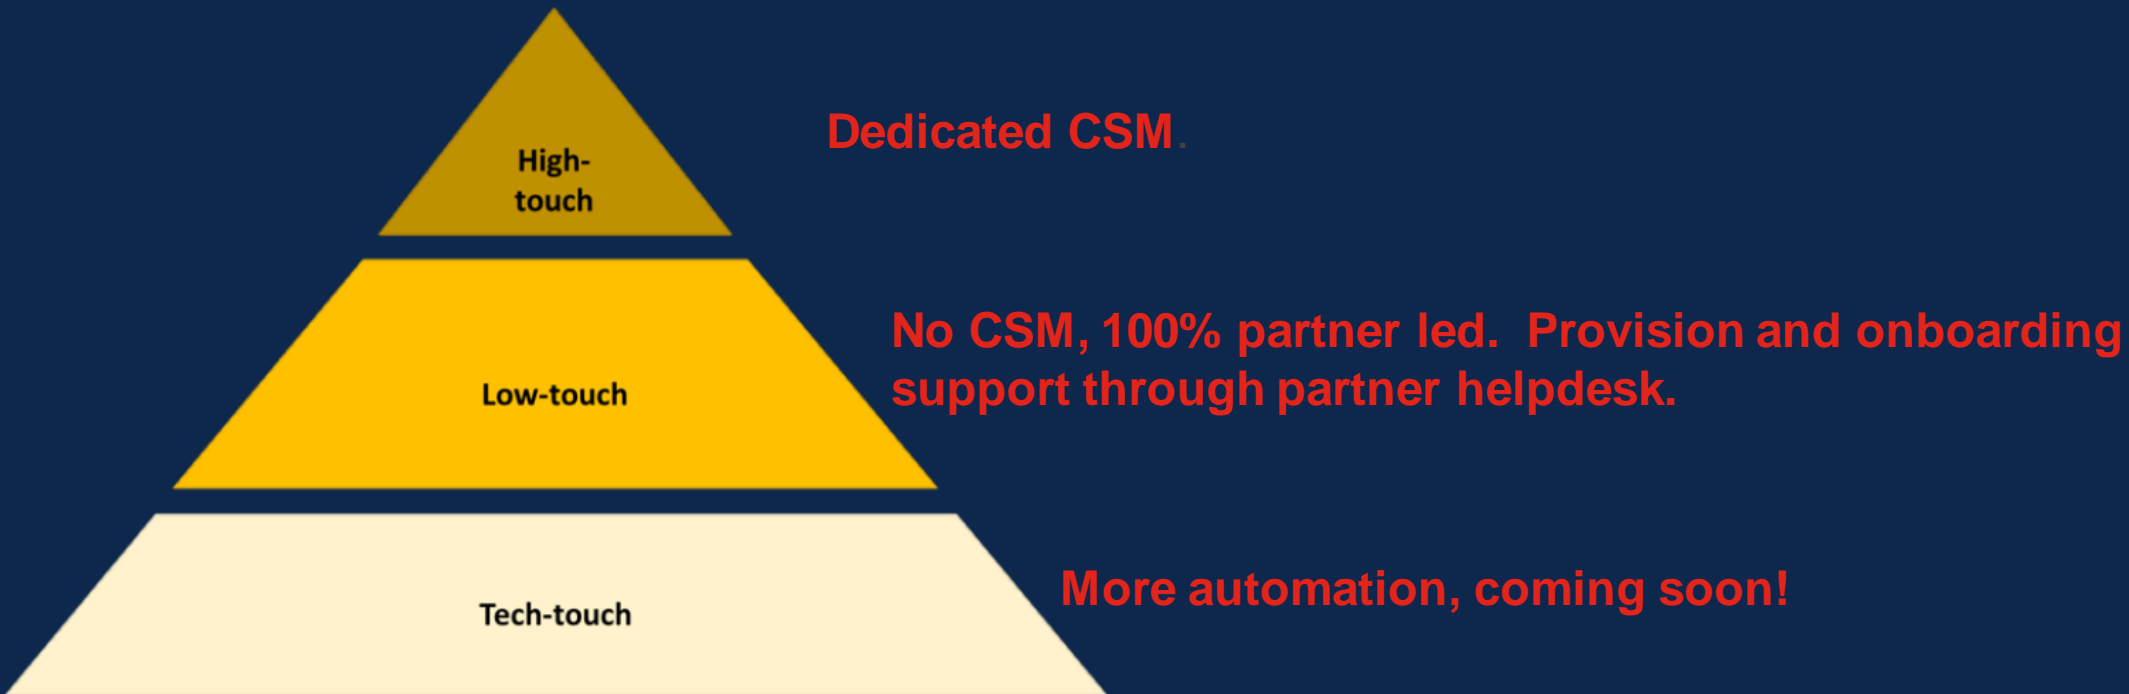 High-
touch
Dedicated CSM.
Low-touch
No CSM, 100% partner led.  Provision and onboarding
support through partner helpdesk.
Tech-touch
More automation, coming soon!